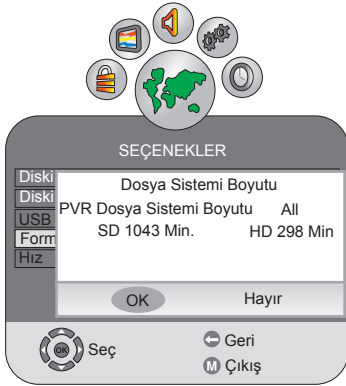 SEÇENEKLER
Diski
Diski
USB
Form
Hız
Dosya Sistemi Boyutu
PVR Dosya Sistemi Boyutu All
SD 1043 Min. HD 298 Min
OK Hayır
OK Seç
Geri
M Çıkış